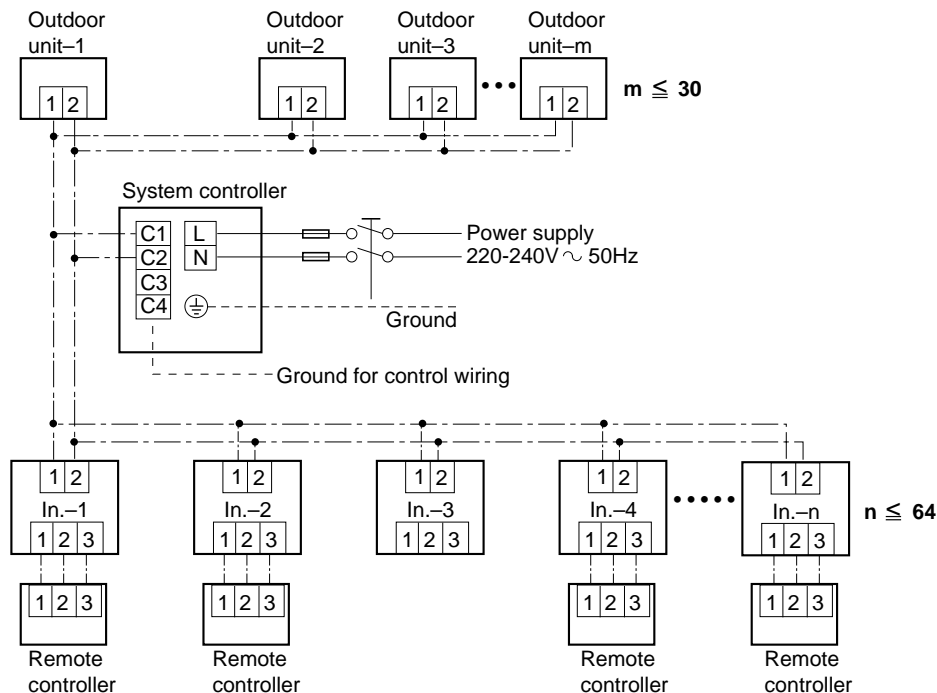 Outdoor unit–1
Outdoor unit–2
Outdoor unit–3
Outdoor unit–m
1 2
1 2
1 2
1 2
m ≦ 30
System controller
C1
C2
C3
C4
L
N
Power supply
220-240V ～ 50Hz
Ground
Ground for control wiring
1 2
1 2
1 2
1 2
1 2
In.–1
In.–2
In.–3
In.–4
In.–n
n ≦ 64
1 2 3
1 2 3
1 2 3
1 2 3
1 2 3
1 2 3
1 2 3
1 2 3
1 2 3
Remote controller
Remote controller
Remote controller
Remote controller